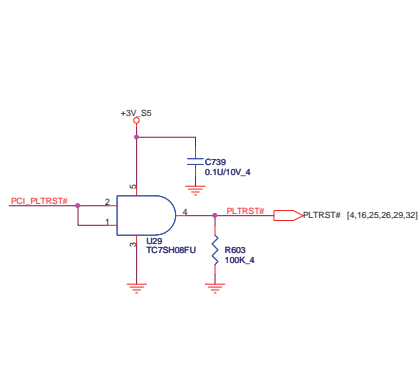 +3V_S5
C739
0.1U/10V_4
5
PCI_PLTRST#
2
1
4
PLTRST#
PLTRST# [4,16,25,26,29,32]
3
U29
TC7SH08FU
R603
100K_4